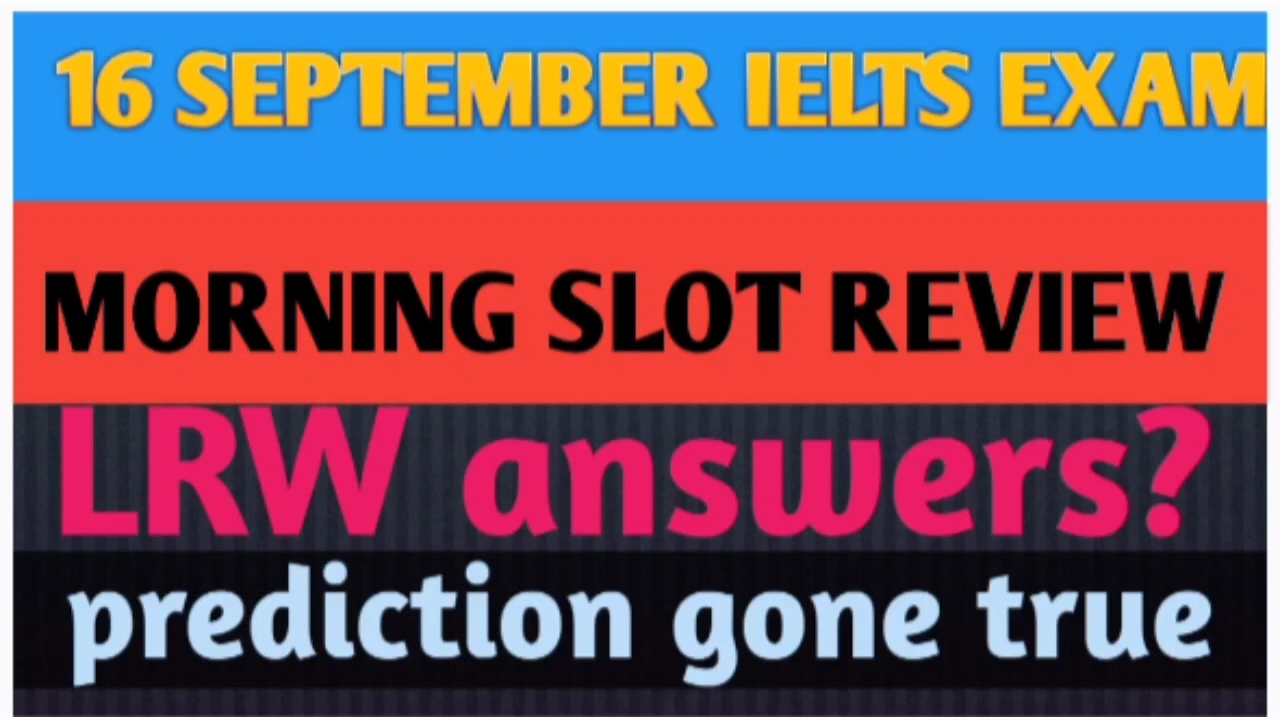 16 SEPTEMBER IELTS EXAM
MORNING SLOT REVIEW
LRW answers?
prediction gone true